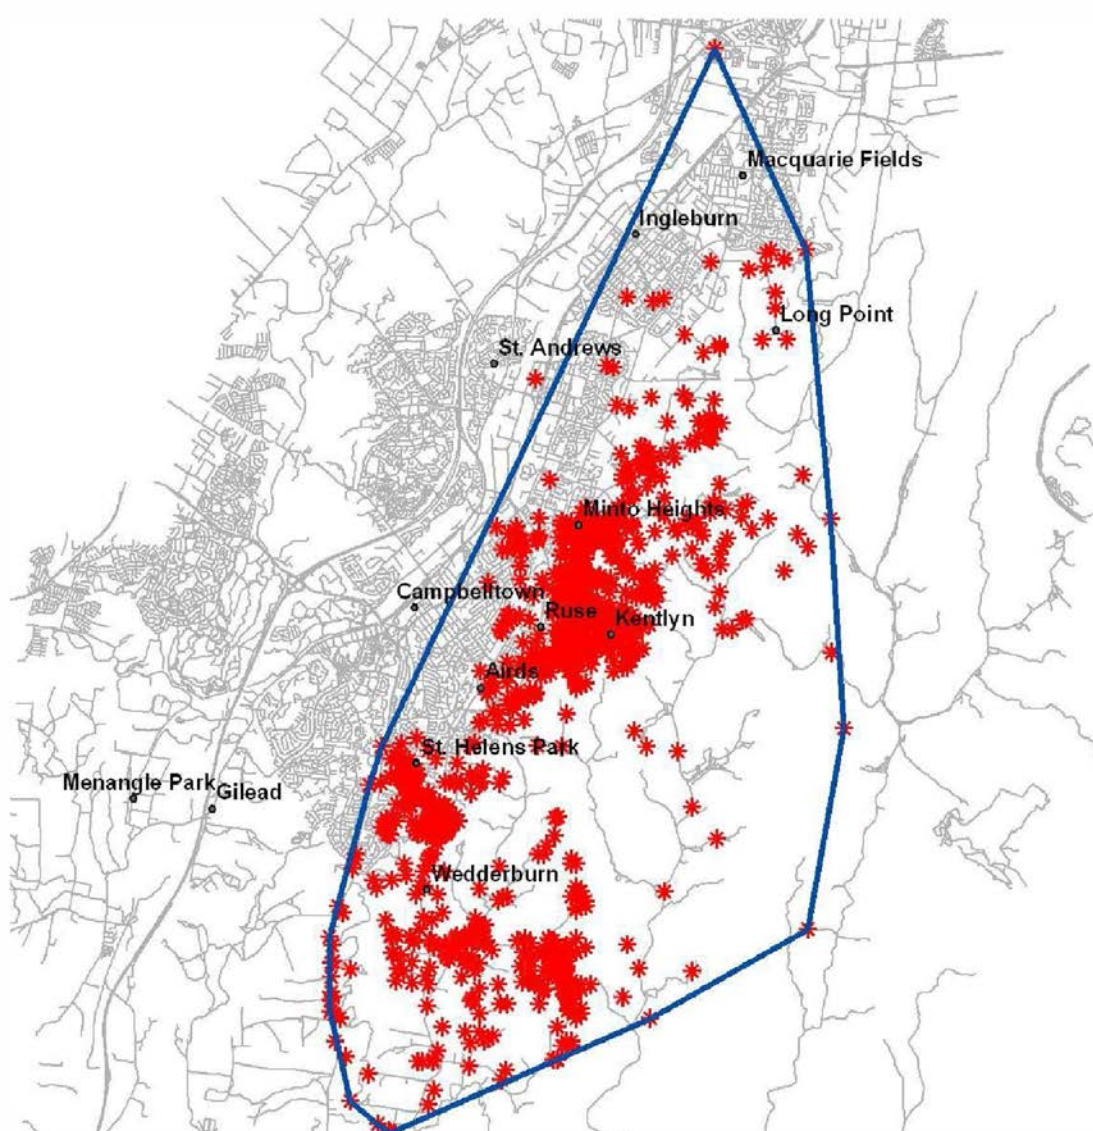 Macquarie Fields
Ingleburn
Long Point
St. Andrews
Minto Heights
Campbelltown
Ruse
Kentlyn
Airds
St. Helens Park
Menangle Park
Gilead
Wedderburn